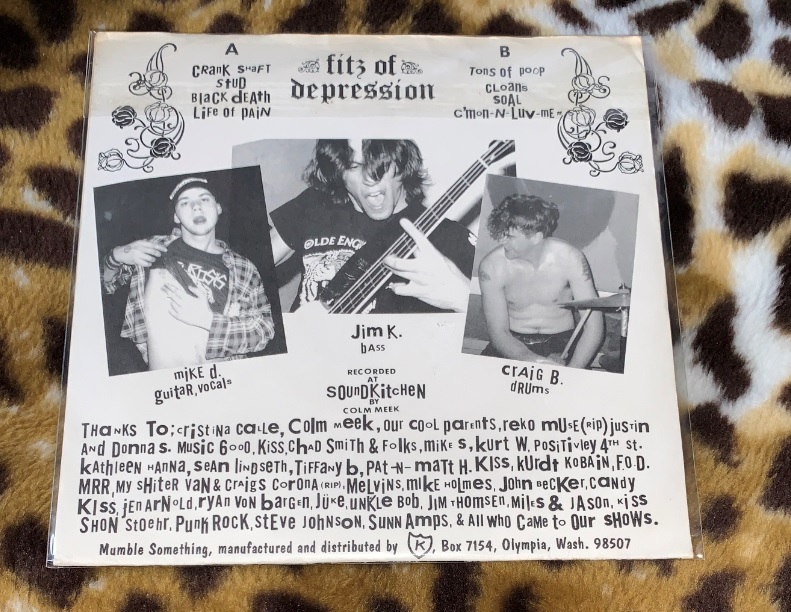 A
CRANK SHAFT
STUD
BLACK DEATH
LIFE OF PAIN
fitz of
depression
B
TONS OF POOP
CLOANS
SOAL
C'MON-N-LUV-ME
OLDE ENG
KISS
JIM K.
BASS
MIKE D.
GUITAR, VOCALS
CRAIG B.
DRUMS
RECORDED
AT
SOUNDKITCHEN
BY
COLM MEEK
THANKS TO; CRISTINA CALLE, COLM MEEK, OUR COOL PARENTS, REKO MUSE (RIP) JUSTIN
AND DONNA S. MUSIC 6000, KISS, CHAD SMITH & FOLKS, MIKE S, KURT W. POSITIVLEY 4TH ST.
KATHLEEN HANNA, SEAN LINDSETH, TIFFANY B, PAT-N- MATT H. KISS, KURDT KOBAIN, F.O.D.
MRR, MY SHITER VAN & CRAIGS CORONA (RIP), MELVINS, MIKE HOLMES, JOHN BECKER, CANDY
KISS, JEN ARNOLD, RYAN VON BARGEN, JUKE, UNKLE BOB, JIM THOMSEN, MILES & JASON, KISS
SHON STOEHR, PUNK ROCK, STEVE JOHNSON, SUNN AMPS, & ALL WHO CAME TO OUR SHOWS.
Mumble Something, manufactured and distributed by K, Box 7154, Olympia, Wash. 98507